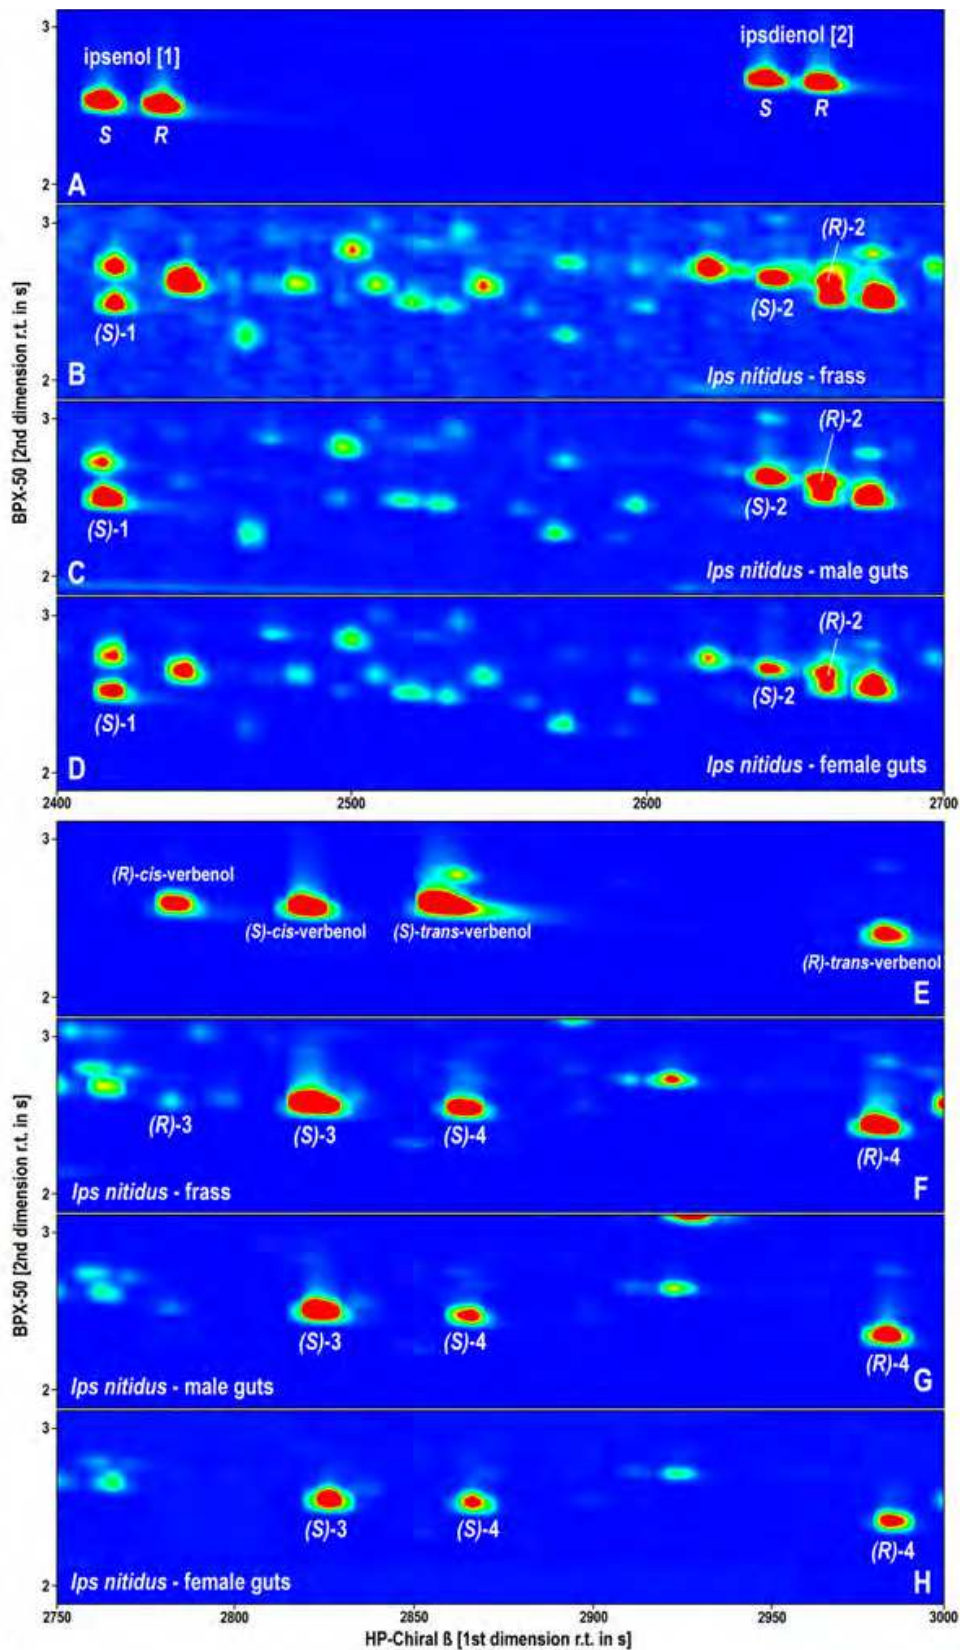 3
ipsenol [1]
ipsdienol [2]
S
R
S
R
2
A
3
(R)-2
(S)-1
(S)-2
2
B
Ips nitidus - frass
3
(R)-2
(S)-1
(S)-2
2
C
Ips nitidus - male guts
3
(R)-2
(S)-1
(S)-2
2
D
Ips nitidus - female guts
BPX-50 [2nd dimension r.t. in s]
2400
2500
2600
2700
3
(R)-cis-verbenol
(S)-cis-verbenol
(S)-trans-verbenol
(R)-trans-verbenol
2
E
3
(R)-3
(S)-3
(S)-4
(R)-4
2
Ips nitidus - frass
F
3
(S)-3
(S)-4
(R)-4
2
Ips nitidus - male guts
G
3
(S)-3
(S)-4
(R)-4
2
Ips nitidus - female guts
H
BPX-50 [2nd dimension r.t. in s]
2750
2800
2850
2900
2950
3000
HP-Chiral ß [1st dimension r.t. in s]